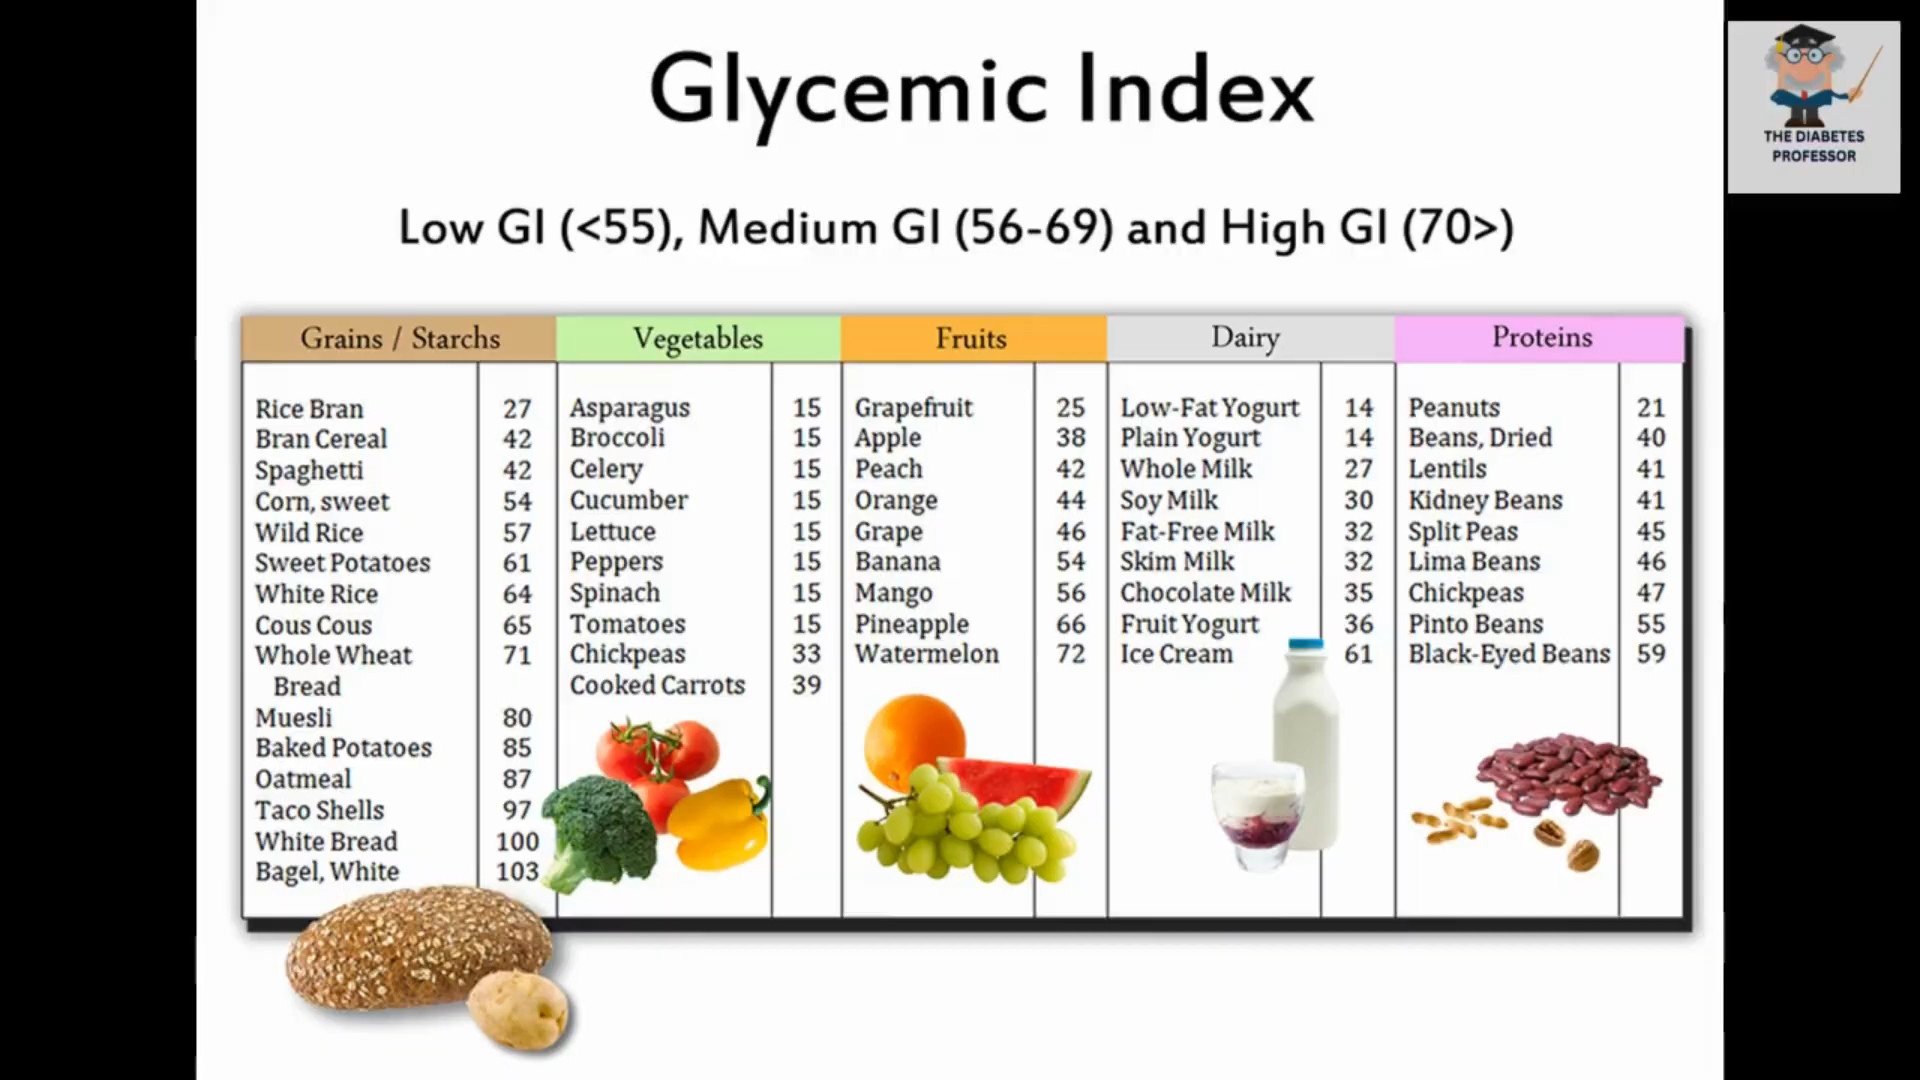 Glycemic Index
THE DIABETES
PROFESSOR
Low GI (<55), Medium GI (56-69) and High GI (70>)
Grains / Starchs
Rice Bran 27
Bran Cereal 42
Spaghetti 42
Corn, sweet 54
Wild Rice 57
Sweet Potatoes 61
White Rice 64
Cous Cous 65
Whole Wheat 71
Bread
Muesli 80
Baked Potatoes 85
Oatmeal 87
Taco Shells 97
White Bread 100
Bagel, White 103
Vegetables
Asparagus 15
Broccoli 15
Celery 15
Cucumber 15
Lettuce 15
Peppers 15
Spinach 15
Tomatoes 15
Chickpeas 33
Cooked Carrots 39
Fruits
Grapefruit 25
Apple 38
Peach 42
Orange 44
Grape 46
Banana 54
Mango 56
Pineapple 66
Watermelon 72
Dairy
Low-Fat Yogurt 14
Plain Yogurt 14
Whole Milk 27
Soy Milk 30
Fat-Free Milk 32
Skim Milk 32
Chocolate Milk 35
Fruit Yogurt 36
Ice Cream 61
Proteins
Peanuts 21
Beans, Dried 40
Lentils 41
Kidney Beans 41
Split Peas 45
Lima Beans 46
Chickpeas 47
Pinto Beans 55
Black-Eyed Beans 59